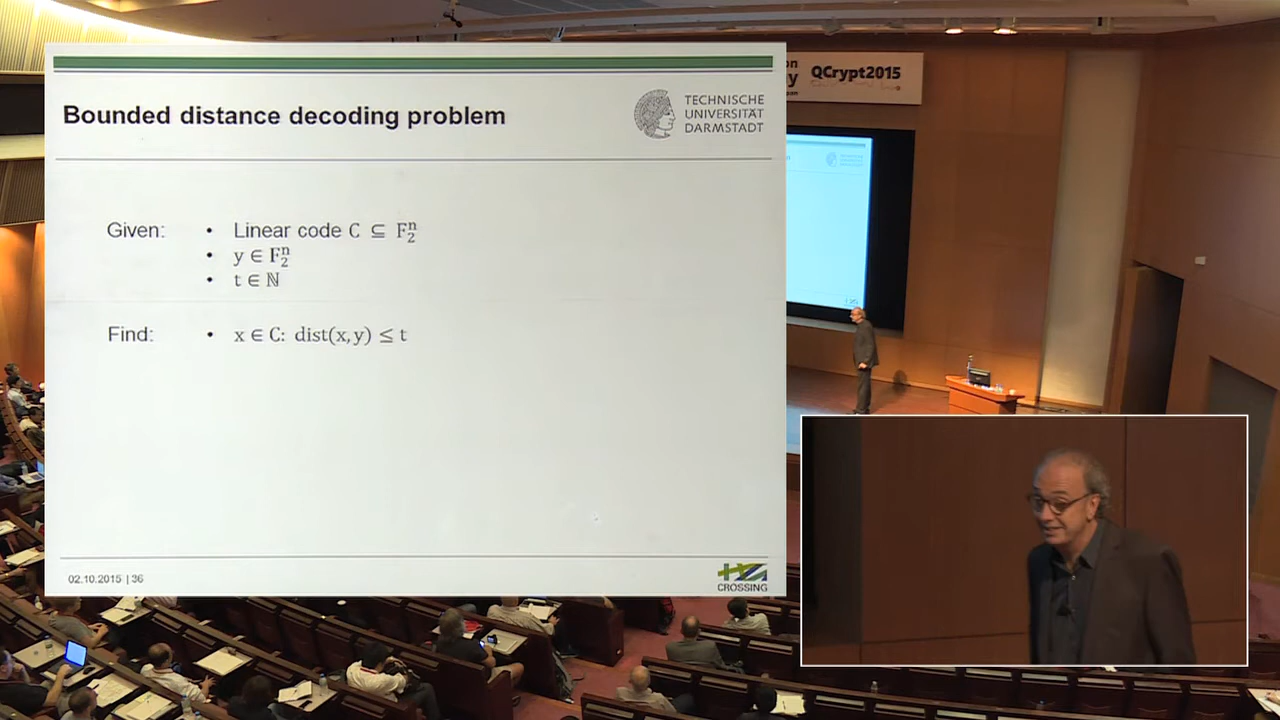 Bounded distance decoding problem
TECHNISCHE
UNIVERSITÄT
DARMSTADT
Given: • Linear code C ⊆ F₂ⁿ
• y ∈ F₂ⁿ
• t ∈ ℕ
Find: • x ∈ C: dist(x,y) ≤ t
02.10.2015 | 36
CROSSING
QCrypt2015